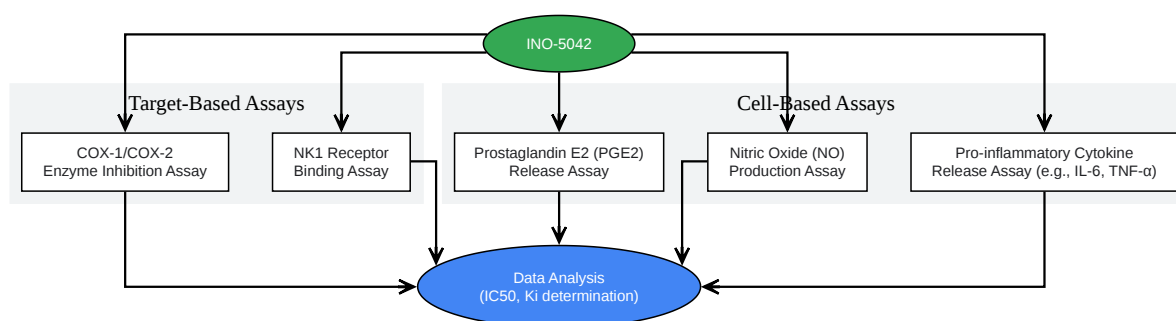 INO-5042
Target-Based Assays
Cell-Based Assays
COX-1/COX-2
Enzyme Inhibition Assay
NK1 Receptor
Binding Assay
Prostaglandin E2 (PGE2)
Release Assay
Nitric Oxide (NO)
Production Assay
Pro-inflammatory Cytokine
Release Assay (e.g., IL-6, TNF-α)
Data Analysis
(IC50, Ki determination)